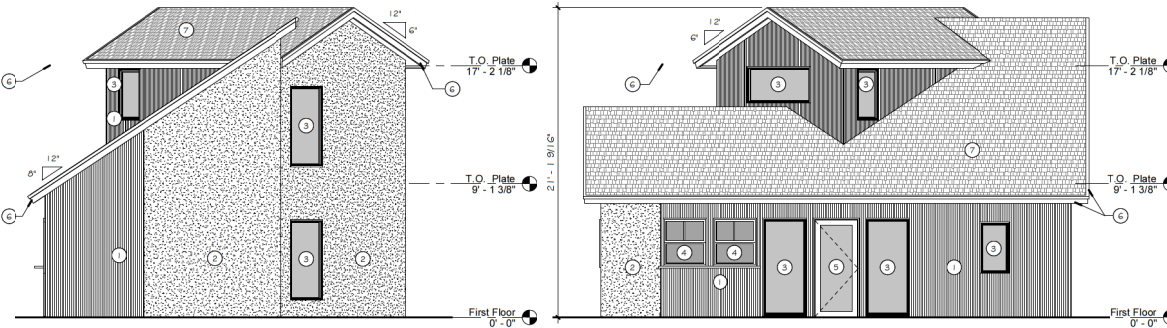 7
12"
6"
12'
6"
T.O. Plate
17' - 2 1/8"
T.O. Plate
17' - 2 1/8"
6
3
6
6
3
3
1
3
21'- 1 9/16"
7
12"
8"
T.O. Plate
9' - 1 3/8"
T.O. Plate
9' - 1 3/8"
6
6
1
2
3
2
2
4
4
3
5
3
1
3
1
First Floor
0' - 0"
First Floor
0' - 0"